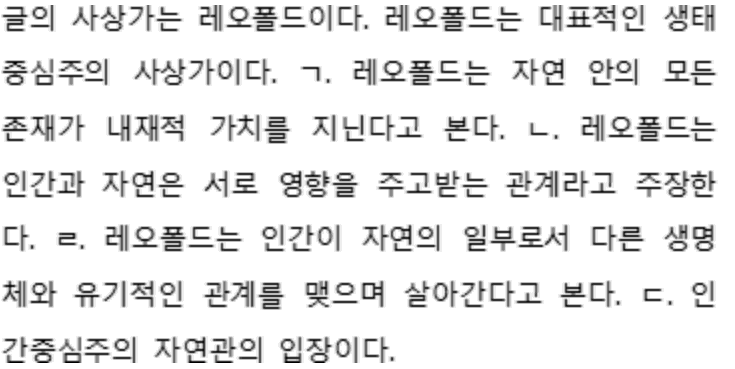 글의 사상가는 레오폴드이다. 레오폴드는 대표적인 생태
중심주의 사상가이다. ㄱ. 레오폴드는 자연 안의 모든
존재가 내재적 가치를 지닌다고 본다. ㄴ. 레오폴드는
인간과 자연은 서로 영향을 주고받는 관계라고 주장한
다. ㄹ. 레오폴드는 인간이 자연의 일부로서 다른 생명
체와 유기적인 관계를 맺으며 살아간다고 본다. ㄷ. 인
간중심주의 자연관의 입장이다.